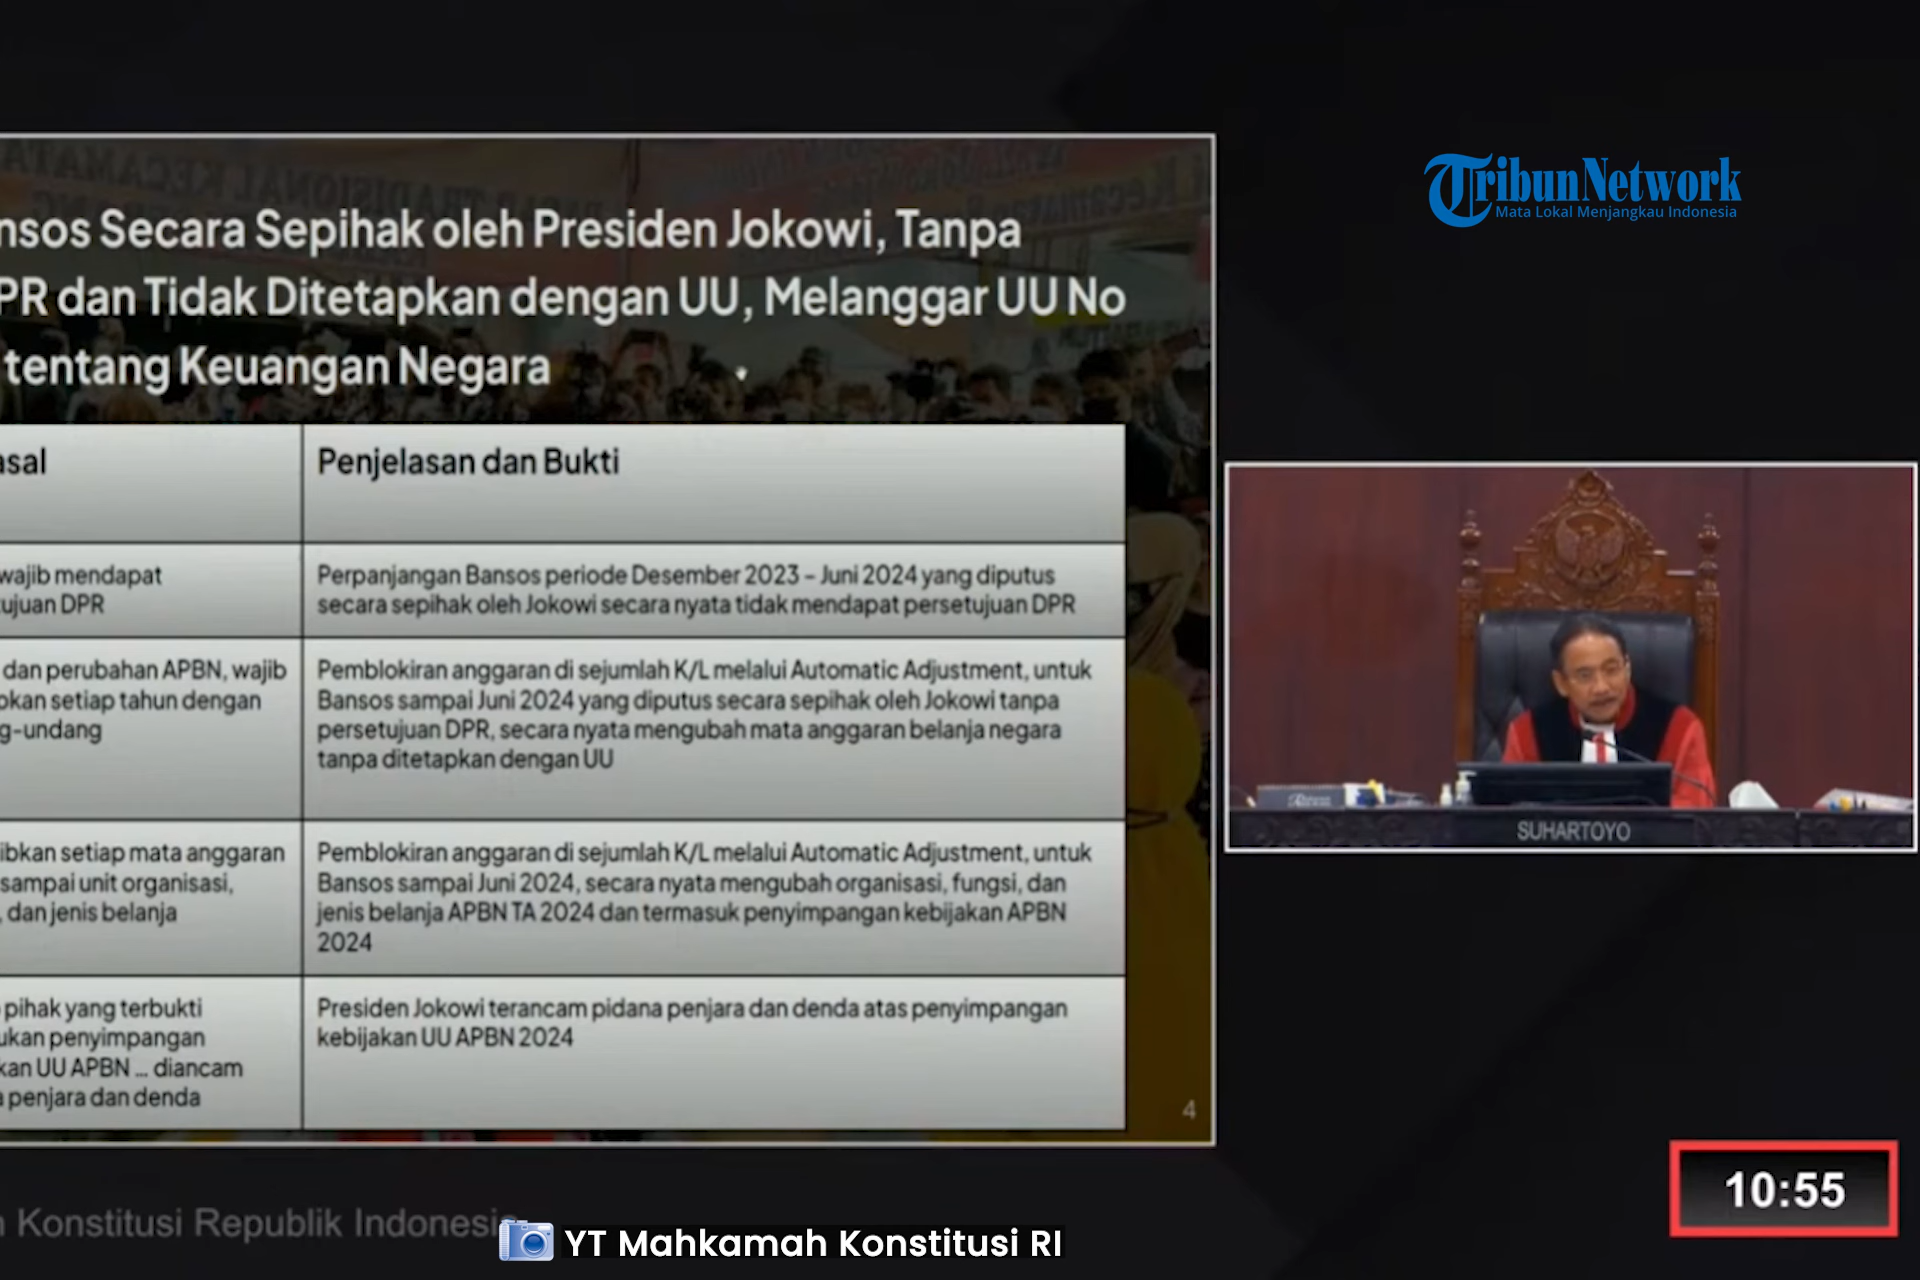 TribunNetwork
Mata Lokal Menjangkau Indonesia
nsos Secara Sepihak oleh Presiden Jokowi, Tanpa
PR dan Tidak Ditetapkan dengan UU, Melanggar UU No
tentang Keuangan Negara
asal
Penjelasan dan Bukti
wajib mendapat
ujuan DPR
Perpanjangan Bansos periode Desember 2023 – Juni 2024 yang diputus
secara sepihak oleh Jokowi secara nyata tidak mendapat persetujuan DPR
dan perubahan APBN, wajib
pkan setiap tahun dengan
g-undang
Pemblokiran anggaran di sejumlah K/L melalui Automatic Adjustment, untuk
Bansos sampai Juni 2024 yang diputus secara sepihak oleh Jokowi tanpa
persetujuan DPR, secara nyata mengubah mata anggaran belanja negara
tanpa ditetapkan dengan UU
ibkan setiap mata anggaran
sampai unit organisasi,
, dan jenis belanja
Pemblokiran anggaran di sejumlah K/L melalui Automatic Adjustment, untuk
Bansos sampai Juni 2024, secara nyata mengubah organisasi, fungsi, dan
jenis belanja APBN TA 2024 dan termasuk penyimpangan kebijakan APBN
2024
pihak yang terbukti
ukan penyimpangan
kan UU APBN ... diancam
penjara dan denda
Presiden Jokowi terancam pidana penjara dan denda atas penyimpangan
kebijakan UU APBN 2024
4
SUHARTOYO
10:55
Konstitusi Republik Indonesia
YT Mahkamah Konstitusi RI